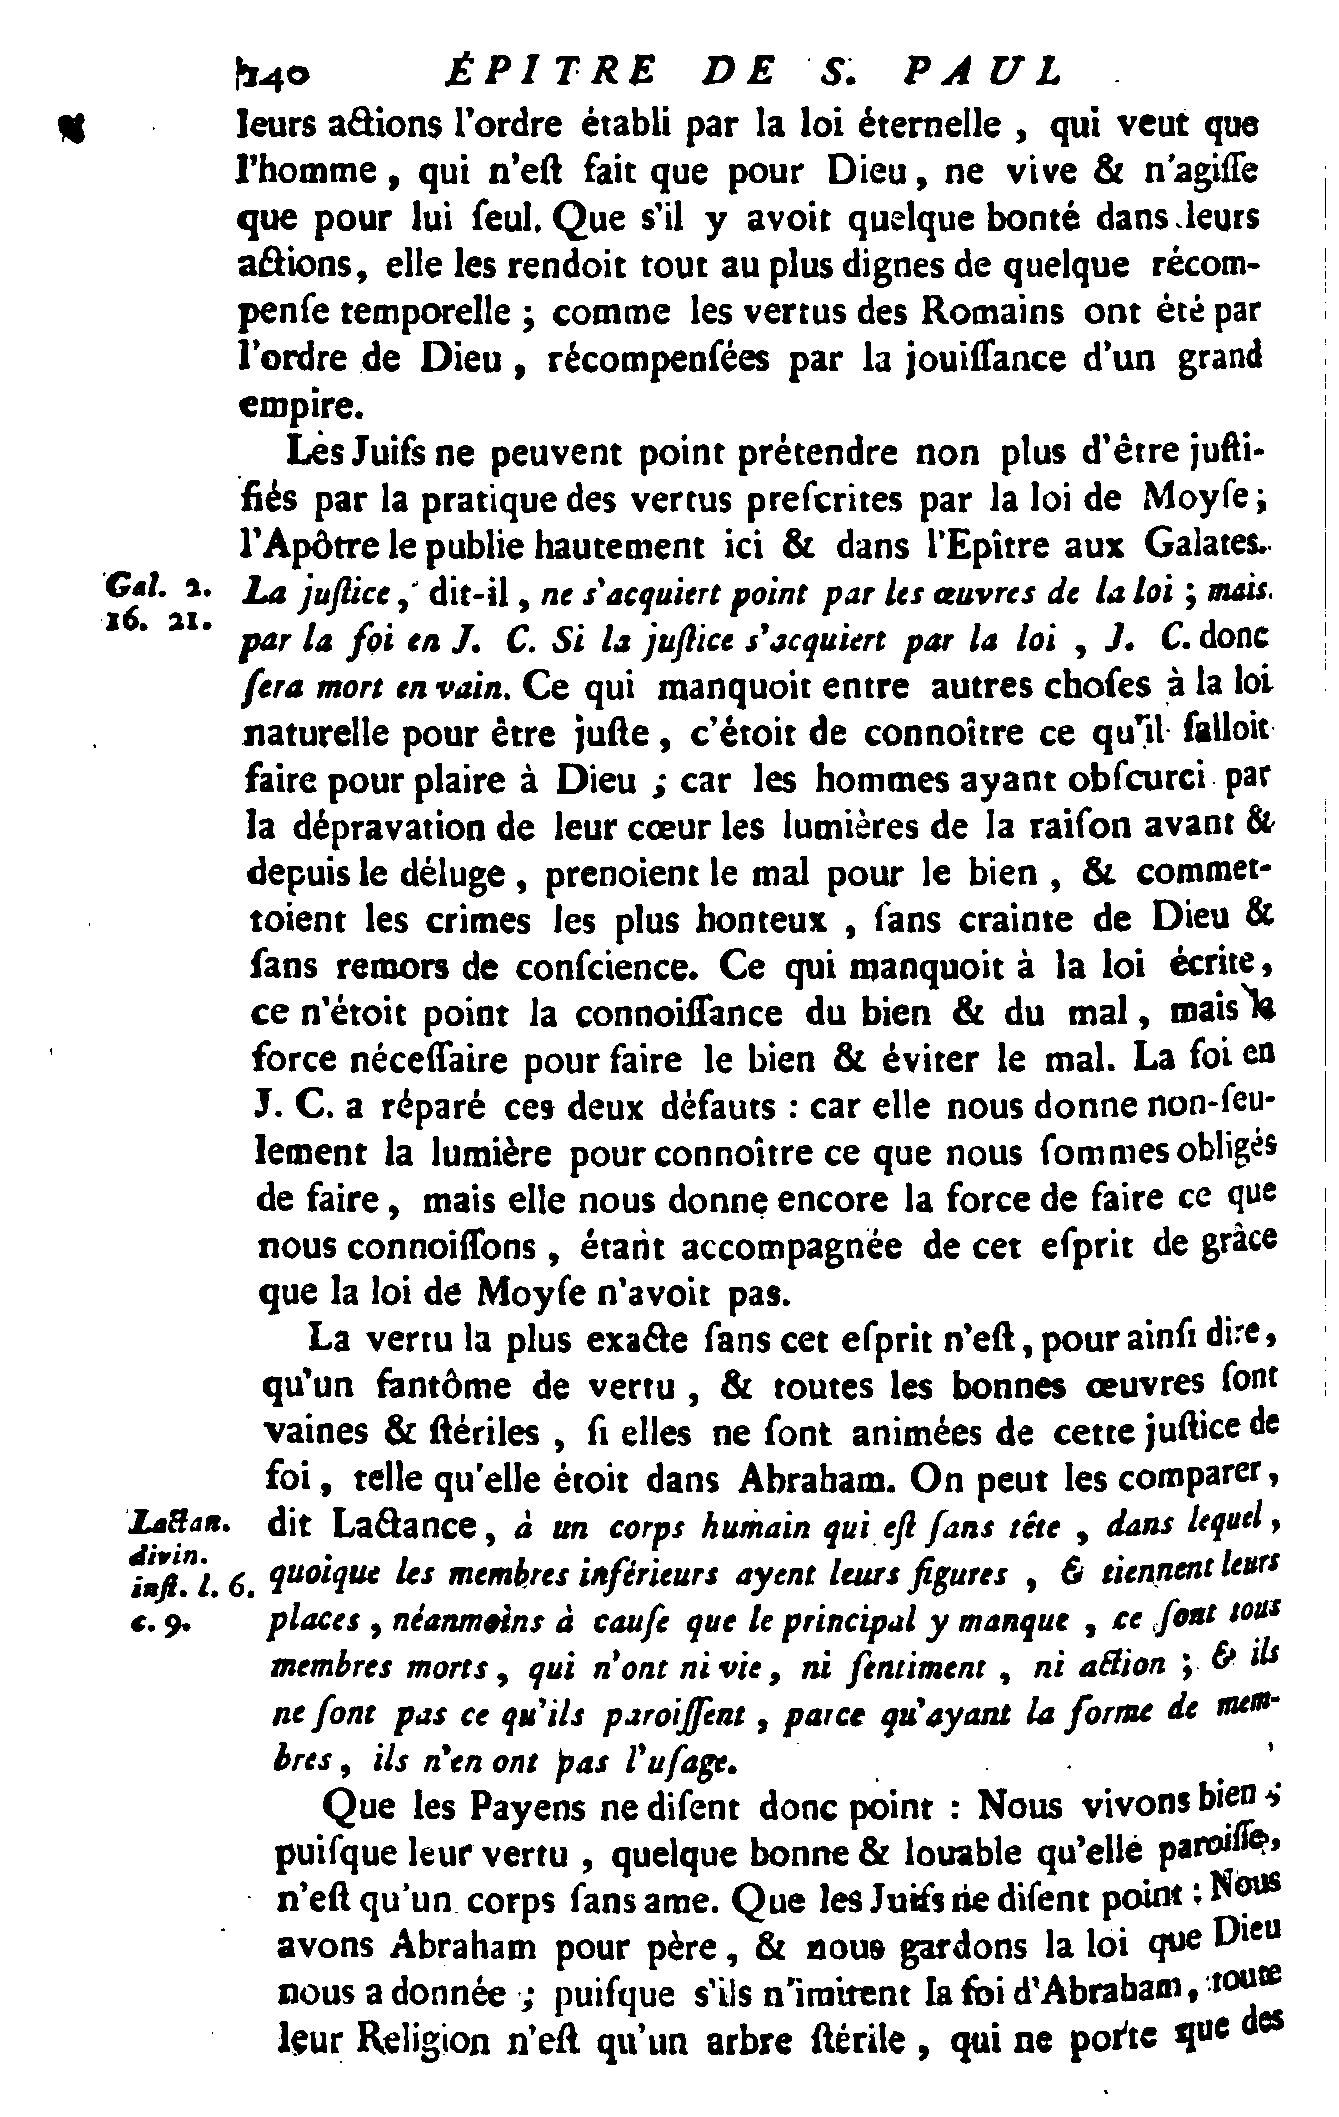 140 ÉPITRE DE S. PAUL
leurs actions l'ordre établi par la loi éternelle , qui veut que
l'homme , qui n'eſt fait que pour Dieu , ne vive & n'agiſſe
que pour lui ſeul. Que s'il y avoit quelque bonté dans leurs
actions, elle les rendoit tout au plus dignes de quelque récom-
penſe temporelle ; comme les vertus des Romains ont été par
l'ordre de Dieu , récompenſées par la jouiſſance d'un grand
empire.
Les Juifs ne peuvent point prétendre non plus d'être juſti-
fiés par la pratique des vertus preſcrites par la loi de Moyſe ;
l'Apôtre le publie hautement ici & dans l'Epître aux Galates.
Gal. 2.
16. 21.
La juſtice , dit-il , ne s'acquiert point par les œuvres de la loi ; mais
par la foi en J. C. Si la juſtice s'acquiert par la loi , J. C. donc
ſera mort en vain. Ce qui manquoit entre autres choſes à la loi
naturelle pour être juſte , c'étoit de connoître ce qu'il falloit
faire pour plaire à Dieu ; car les hommes ayant obſcurci par
la dépravation de leur cœur les lumières de la raiſon avant &
depuis le déluge , prenoient le mal pour le bien , & commet-
toient les crimes les plus honteux , ſans crainte de Dieu &
ſans remors de conſcience. Ce qui manquoit à la loi écrite,
ce n'étoit point la connoiſſance du bien & du mal , mais la
force néceſſaire pour faire le bien & éviter le mal. La foi en
J. C. a réparé ces deux défauts : car elle nous donne non-ſeu-
lement la lumière pour connoître ce que nous ſommes obligés
de faire , mais elle nous donne encore la force de faire ce que
nous connoiſſons , étant accompagnée de cet eſprit de grâce
que la loi de Moyſe n'avoit pas.
La vertu la plus exacte ſans cet eſprit n'eſt , pour ainſi dire,
qu'un fantôme de vertu , & toutes les bonnes œuvres ſont
vaines & ſtériles , ſi elles ne ſont animées de cette juſtice de
foi , telle qu'elle étoit dans Abraham. On peut les comparer,
Lactan.
divin.
inſt. l. 6.
c. 9.
dit Lactance, à un corps humain qui eſt ſans tête , dans lequel ,
quoique les membres inférieurs ayent leurs figures , & tiennent leurs
places , néanmoins à cauſe que le principal y manque , ce ſont tous
membres morts , qui n'ont ni vie , ni ſentiment , ni action ; & ils
ne ſont pas ce qu'ils paroiſſent , parce qu'ayant la forme de mem-
bres , ils n'en ont pas l'uſage.
Que les Payens ne diſent donc point : Nous vivons bien ;
puiſque leur vertu , quelque bonne & louable qu'elle paroiſſe,
n'eſt qu'un corps ſans ame. Que les Juifs ne diſent point : Nous
avons Abraham pour père , & nous gardons la loi que Dieu
nous a donnée ; puiſque s'ils n'imitent la foi d'Abraham, toute
leur Religion n'eſt qu'un arbre ſtérile , qui ne porte que des